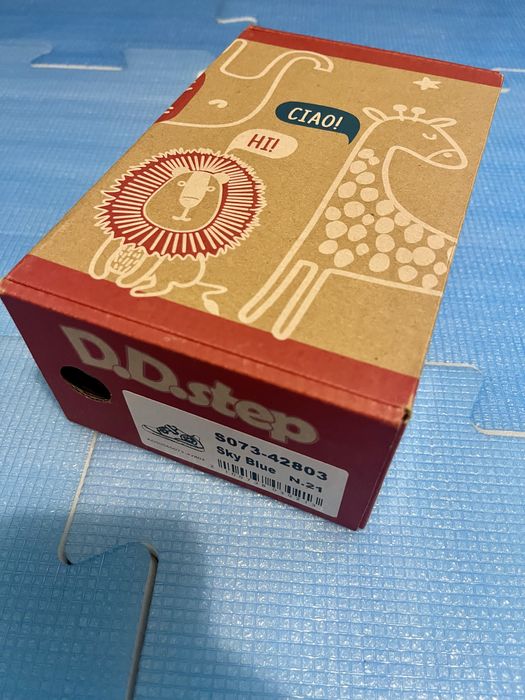 CIAO!
HI!
D.D.step
S073-42803
Sky Blue N.21